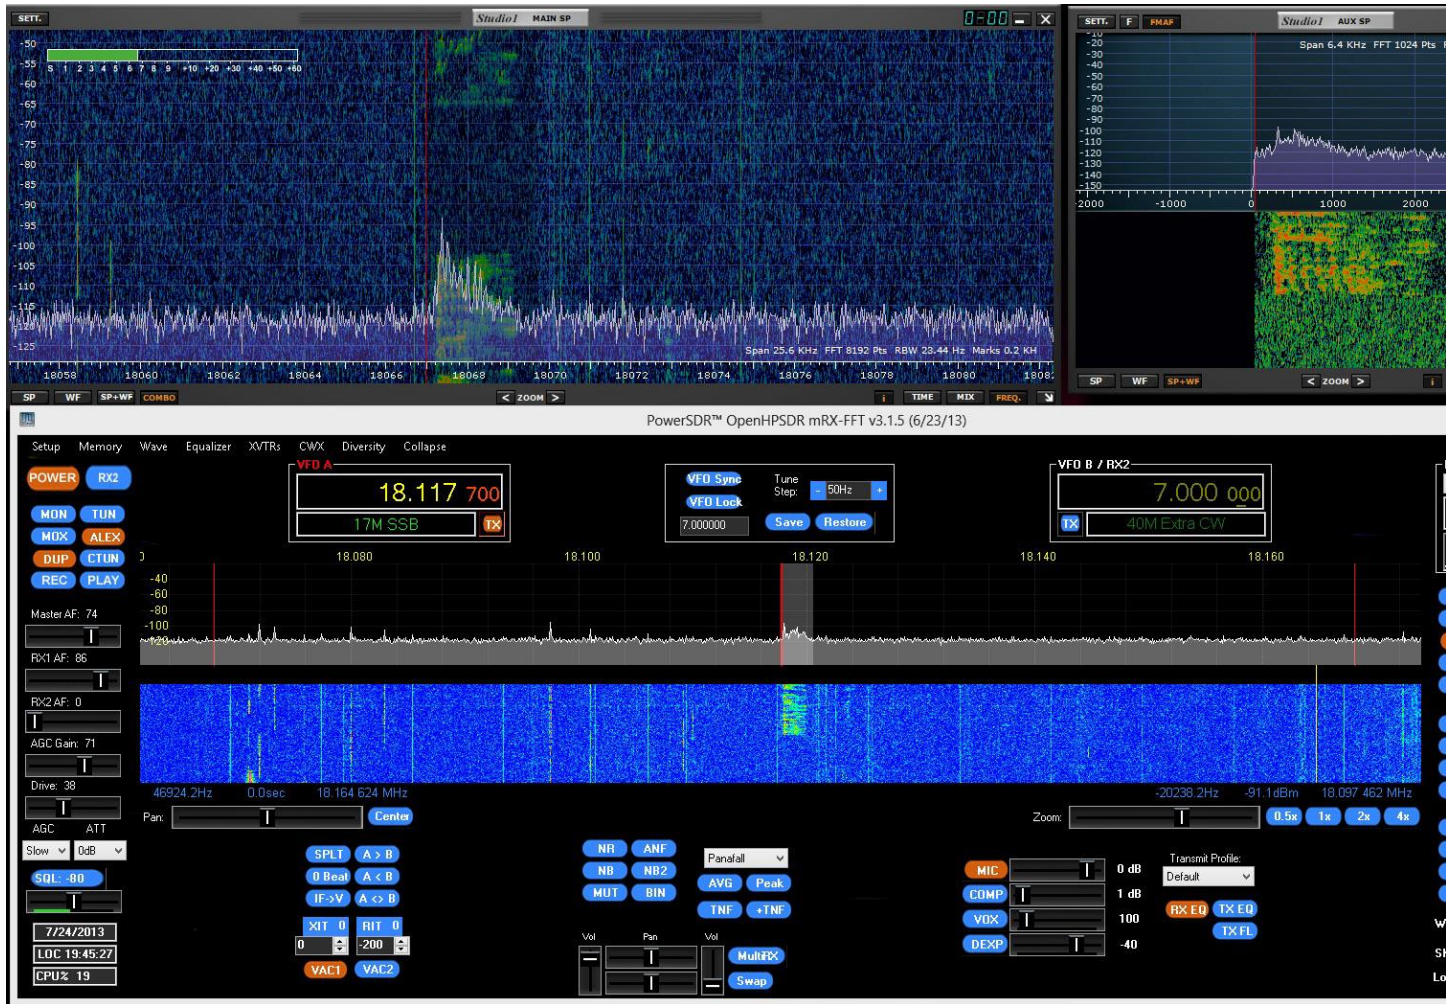 SETT.
Studio1 MAIN SP
0-00
-50
-55
-60
-65
-70
-75
-80
-85
-90
-95
-100
-105
-110
-115
-120
-125
S 1 2 3 4 5 6 7 8 9 +10 +20 +30 +40 +50 +60
Span 25.6 KHz FFT 8192 Pts RBW 23.44 Hz Marks 0.2 KH
18058 18060 18062 18064 18066 18068 18070 18072 18074 18076 18078 18080 1808
SP WF SP+WF COMBO < ZOOM > i TIME MIX FREQ.
SETT. F FMAF
Studio1 AUX SP
Span 6.4 KHz FFT 1024 Pts
-10
-20
-30
-40
-50
-60
-70
-80
-90
-100
-110
-120
-130
-140
-150
-2000 -1000 0 1000 2000
SP WF SP+WF < ZOOM > i
PowerSDR™ OpenHPSDR mRX-FFT v3.1.5 (6/23/13)
Setup Memory Wave Equalizer XVTRs CWX Diversity Collapse
POWER RX2
MON TUN
MOX ALEX
DUP CTUN
REC PLAY
VFO A
18.117 700
17M SSB TX
VFO Sync
VFO Lock
7.000000
Tune
Step: - 50Hz +
Save Restore
VFO B / RX2
7.000 000
TX 40M Extra CW
18.080 18.100 18.120 18.140 18.160
-40
-60
-80
-100
-120
Master AF: 74
RX1 AF: 86
RX2 AF: 0
AGC Gain: 71
Drive: 38
AGC ATT
Slow 0dB
SQL: -80
7/24/2013
LOC 19:45:27
CPU% 19
46924.2Hz 0.0sec 18.164 624 MHz
-20238.2Hz -91.1dBm 18.097 462 MHz
Pan: Center
Zoom: 0.5x 1x 2x 4x
SPLT A > B
0 Beat A < B
IF->V A <> B
XIT 0 RIT 0
0 -200
VAC1 VAC2
NR ANF
NB NB2
MUT BIN
Panafall
AVG Peak
TNF +TNF
Vol Pan Vol
MultiRX
Swap
MIC 0 dB
COMP 1 dB
VOX 100
DEXP -40
Transmit Profile:
Default
RX EQ TX EQ
TX FL